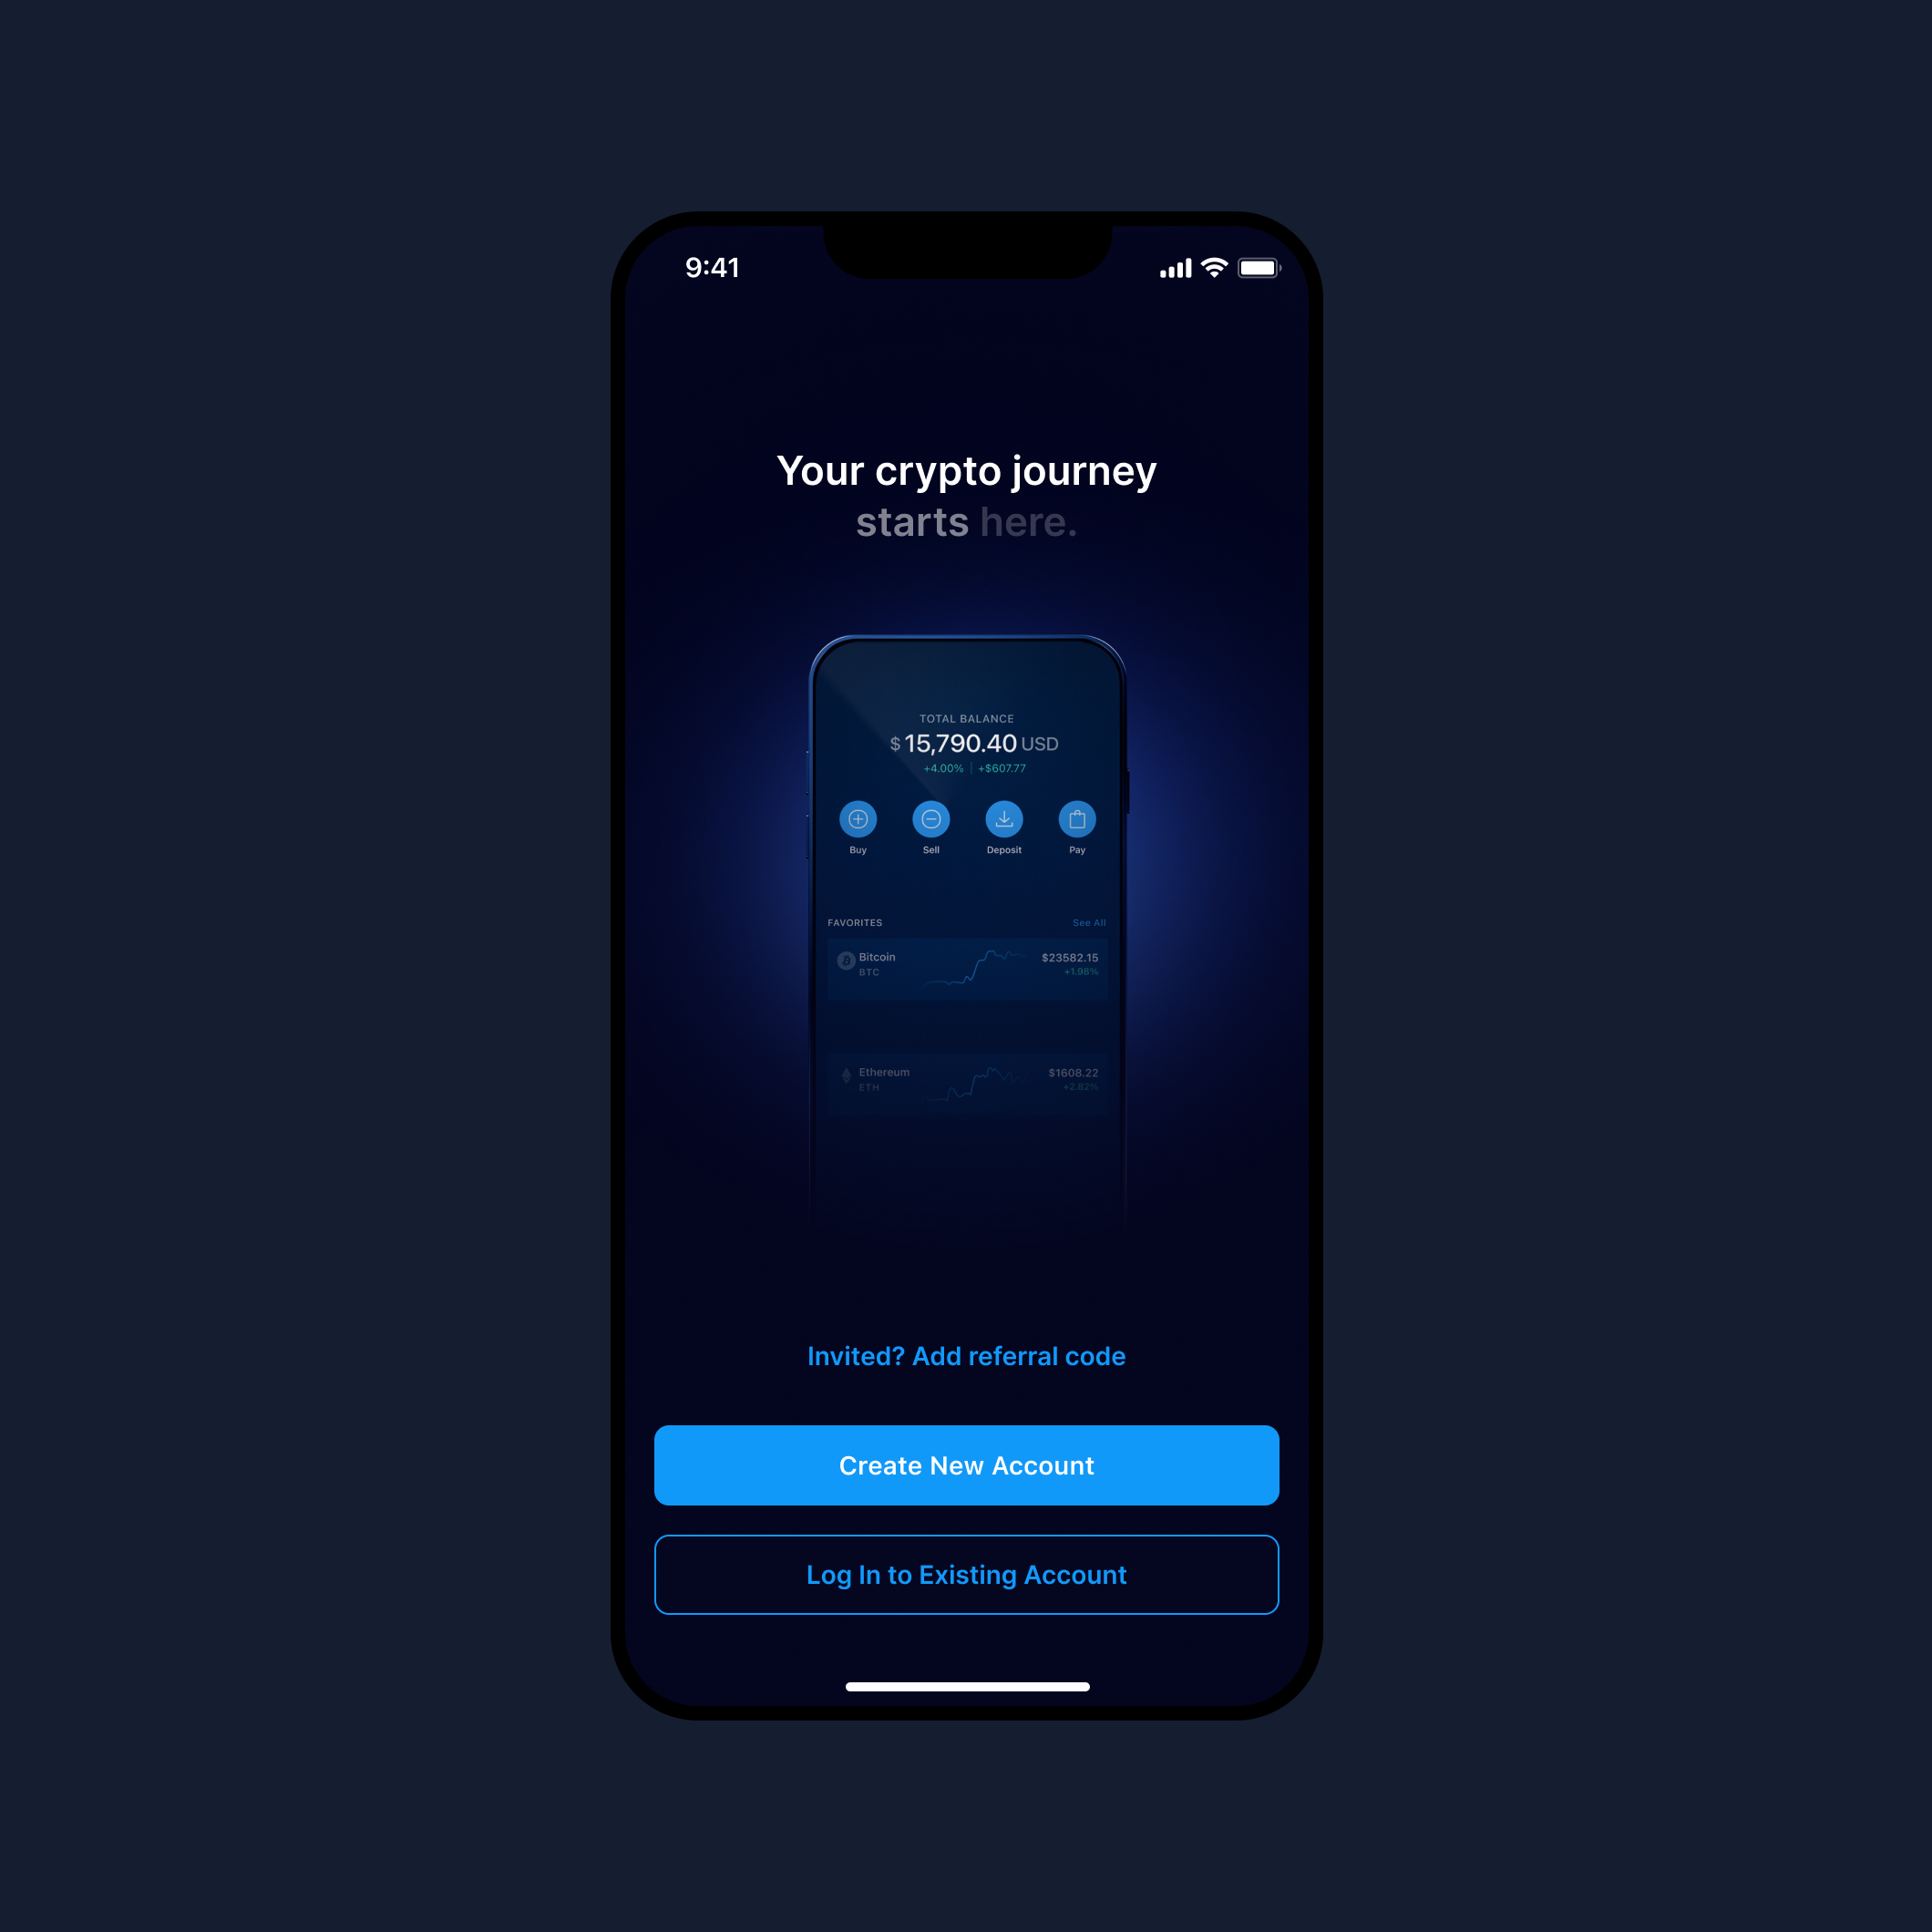 9:41
Your crypto journey
starts here.
TOTAL BALANCE
$ 15,790.40 USD
+4.00% | +$607.77
Buy Sell Deposit Pay
FAVORITES See All
Bitcoin $23582.15
BTC +1.98%
Ethereum $1608.22
ETH +2.82%
Invited? Add referral code
Create New Account
Log In to Existing Account